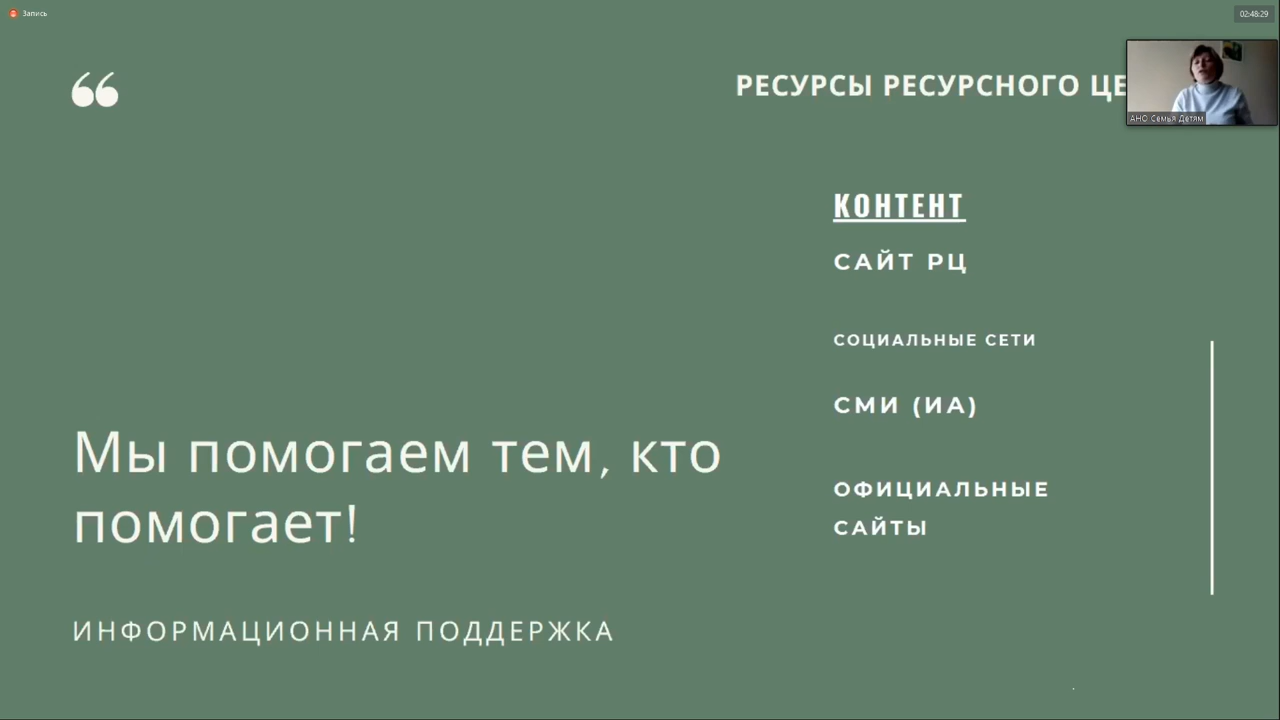 Запись
02:48:29
РЕСУРСЫ РЕСУРСНОГО
АНО Семья Детям
КОНТЕНТ
САЙТ РЦ
СОЦИАЛЬНЫЕ СЕТИ
СМИ (ИА)
ОФИЦИАЛЬНЫЕ
САЙТЫ
“
Мы помогаем тем, кто
помогает!
ИНФОРМАЦИОННАЯ ПОДДЕРЖКА